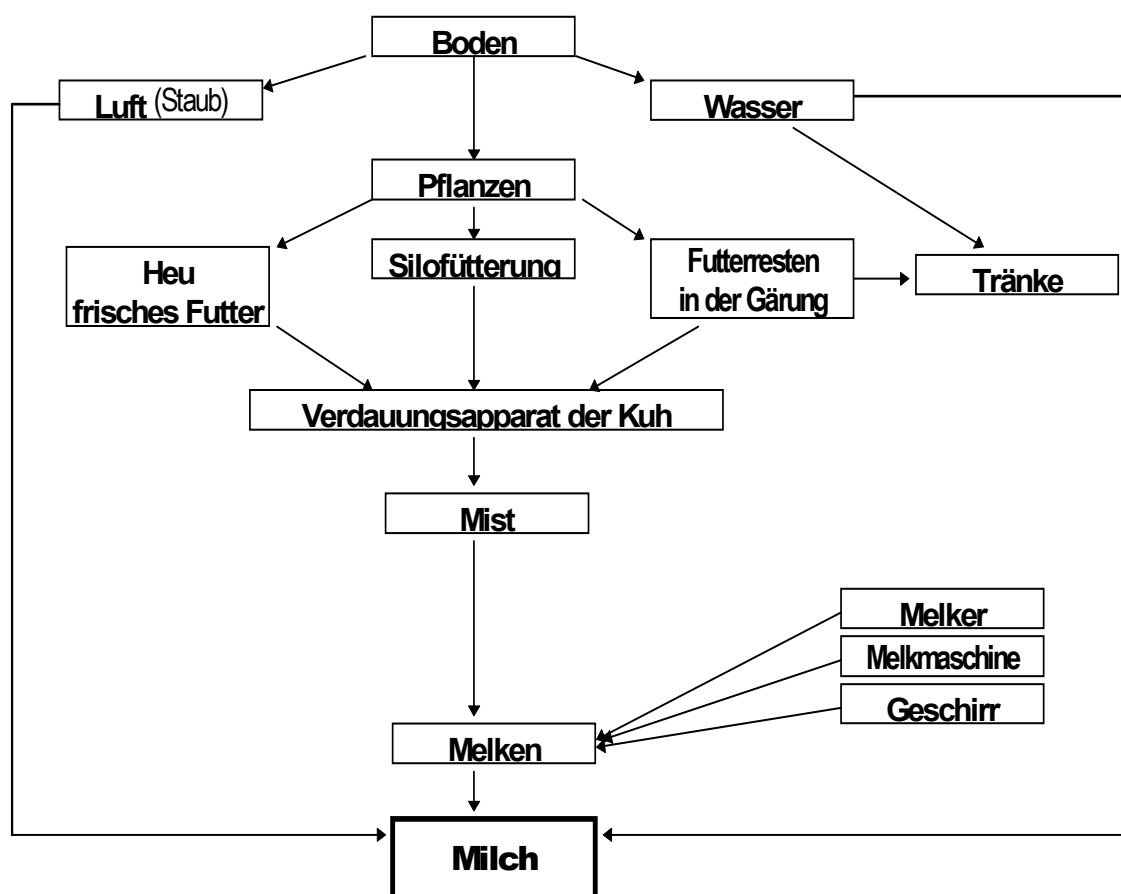 Boden
Luft (Staub)
Wasser
Pflanzen
Heu
frisches Futter
Silofütterung
Futterresten
in der Gärung
Tränke
Verdauungsapparat der Kuh
Mist
Melker
Melkmaschine
Geschirr
Melken
Milch